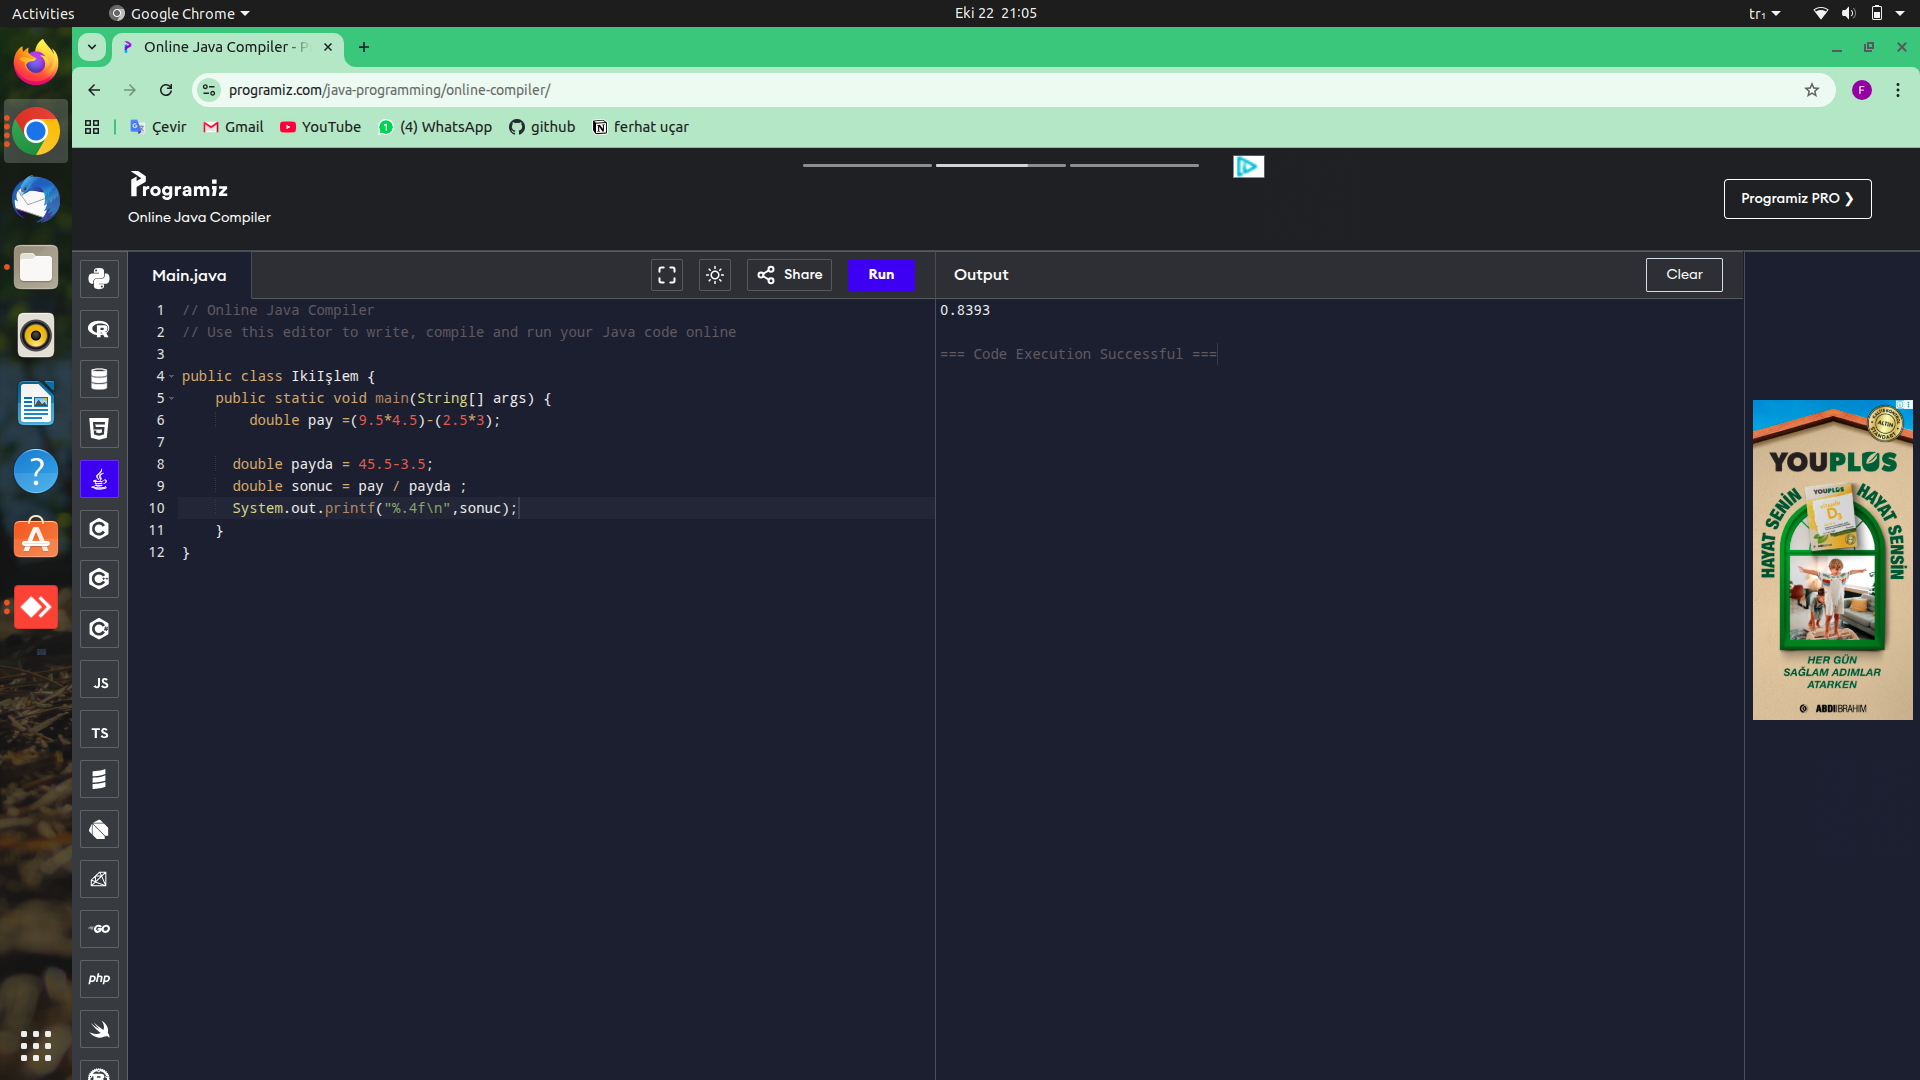 Activities
Google Chrome
Eki 22 21:05
tr₁
Online Java Compiler - P
programiz.com/java-programming/online-compiler/
F
Çevir
Gmail
YouTube
(4) WhatsApp
github
ferhat uçar
Programiz
Online Java Compiler
Programiz PRO ❯
Main.java
Share
Run
Output
Clear
1 // Online Java Compiler
2 // Use this editor to write, compile and run your Java code online
3
4 public class IkiIşlem {
5 public static void main(String[] args) {
6 double pay =(9.5*4.5)-(2.5*3);
7
8 double payda = 45.5-3.5;
9 double sonuc = pay / payda ;
10 System.out.printf("%.4f\n",sonuc);
11 }
12 }
0.8393
=== Code Execution Successful ===
JS
TS
GO
php
ALTIN
YOUPLUS
HAYAT SENİN
HAYAT SENSİN
YOUPLUS
D3
HER GÜN
SAĞLAM ADIMLAR
ATARKEN
ABDİ İBRAHİM